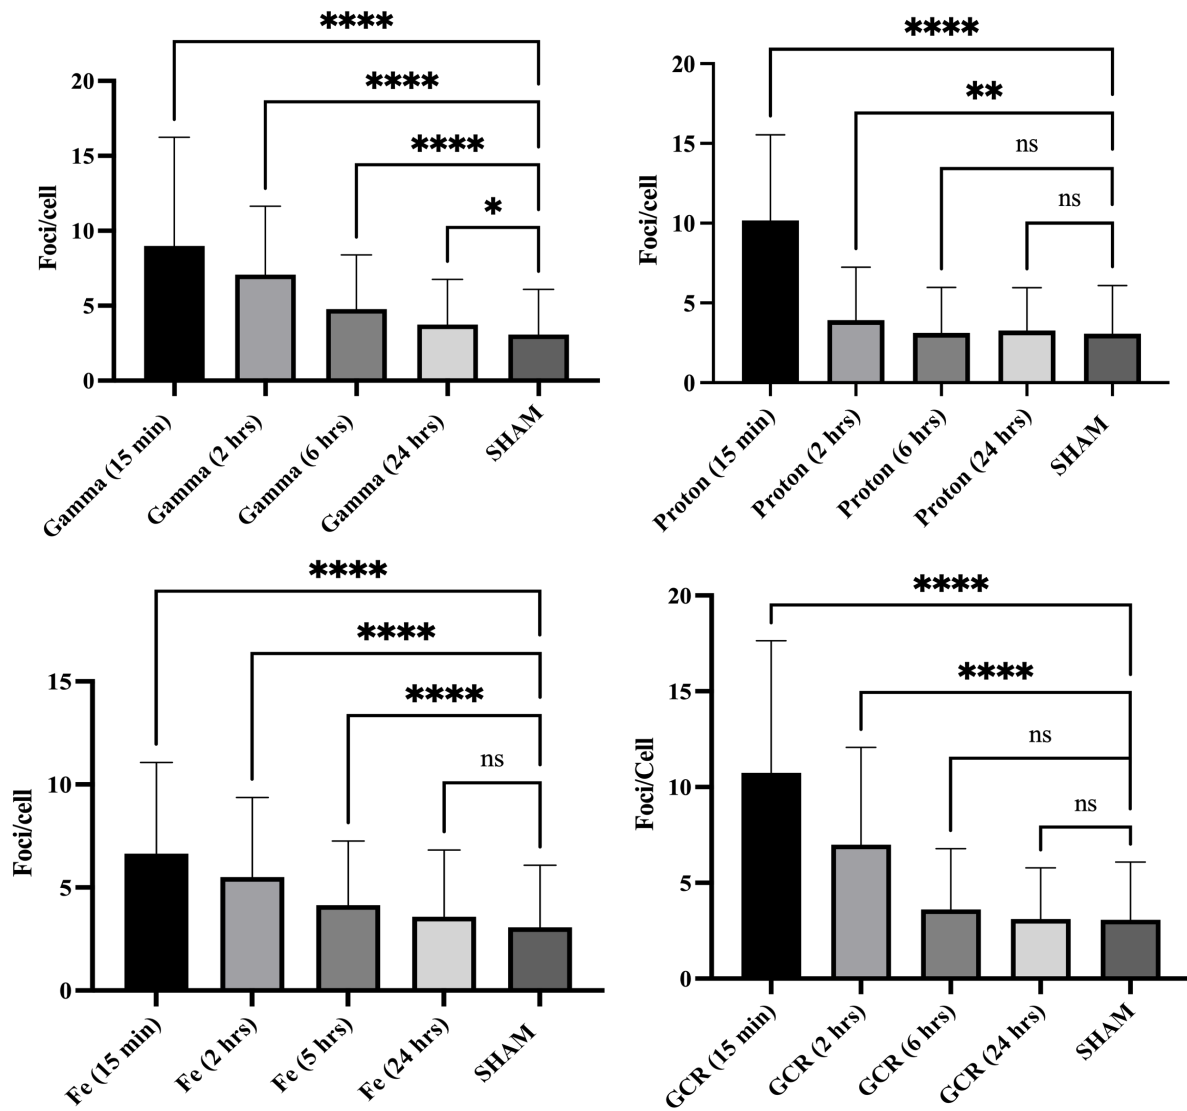 ****
****
****
*
20
15
10
5
0
Foci/cell
Gamma (15 min)
Gamma (2 hrs)
Gamma (6 hrs)
Gamma (24 hrs)
SHAM
****
**
ns
ns
20
15
10
5
0
Foci/cell
Proton (15 min)
Proton (2 hrs)
Proton (6 hrs)
Proton (24 hrs)
SHAM
****
****
****
ns
15
10
5
0
Foci/cell
Fe (15 min)
Fe (2 hrs)
Fe (5 hrs)
Fe (24 hrs)
SHAM
****
****
ns
ns
20
15
10
5
0
Foci/Cell
GCR (15 min)
GCR (2 hrs)
GCR (6 hrs)
GCR (24 hrs)
SHAM